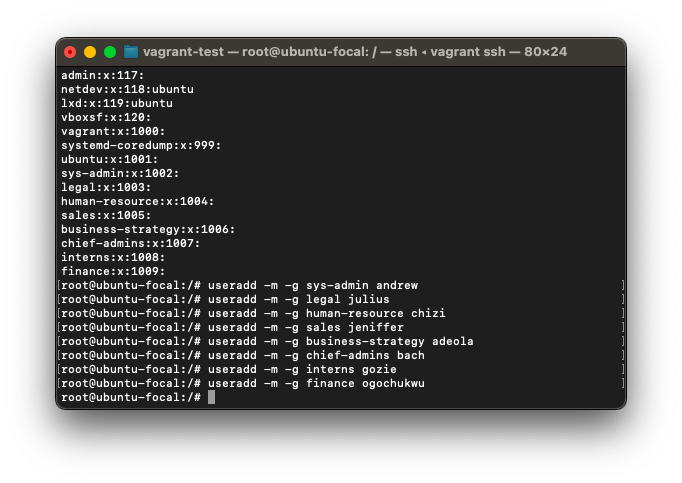 vagrant-test — root@ubuntu-focal: / — ssh ◂ vagrant ssh — 80×24
admin:x:117:
netdev:x:118:ubuntu
lxd:x:119:ubuntu
vboxsf:x:120:
vagrant:x:1000:
systemd-coredump:x:999:
ubuntu:x:1001:
sys-admin:x:1002:
legal:x:1003:
human-resource:x:1004:
sales:x:1005:
business-strategy:x:1006:
chief-admins:x:1007:
interns:x:1008:
finance:x:1009:
[root@ubuntu-focal:/# useradd -m -g sys-admin andrew ]
[root@ubuntu-focal:/# useradd -m -g legal julius ]
[root@ubuntu-focal:/# useradd -m -g human-resource chizi ]
[root@ubuntu-focal:/# useradd -m -g sales jeniffer ]
[root@ubuntu-focal:/# useradd -m -g business-strategy adeola ]
[root@ubuntu-focal:/# useradd -m -g chief-admins bach ]
[root@ubuntu-focal:/# useradd -m -g interns gozie ]
[root@ubuntu-focal:/# useradd -m -g finance ogochukwu ]
root@ubuntu-focal:/#